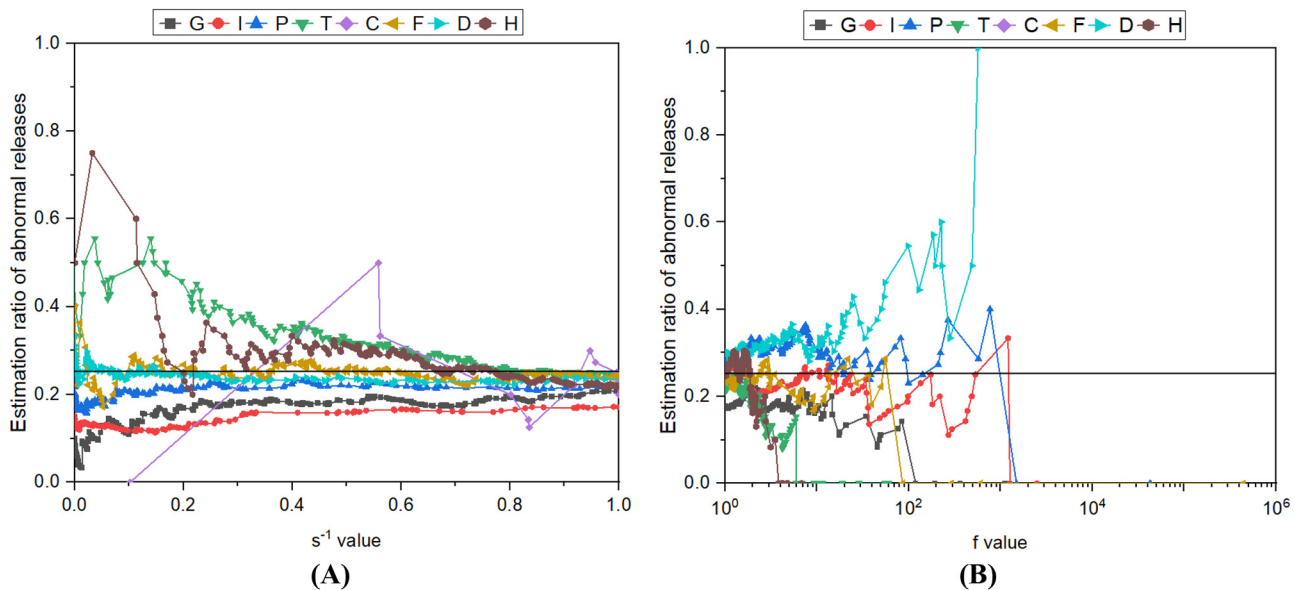 G I P T C F D H
Estimation ratio of abnormal releases
1.0
0.8
0.6
0.4
0.2
0.0
0.0 0.2 0.4 0.6 0.8 1.0
s⁻¹ value
(A)
G I P T C F D H
Estimation ratio of abnormal releases
1.0
0.8
0.6
0.4
0.2
0.0
10⁰ 10² 10⁴ 10⁶
f value
(B)